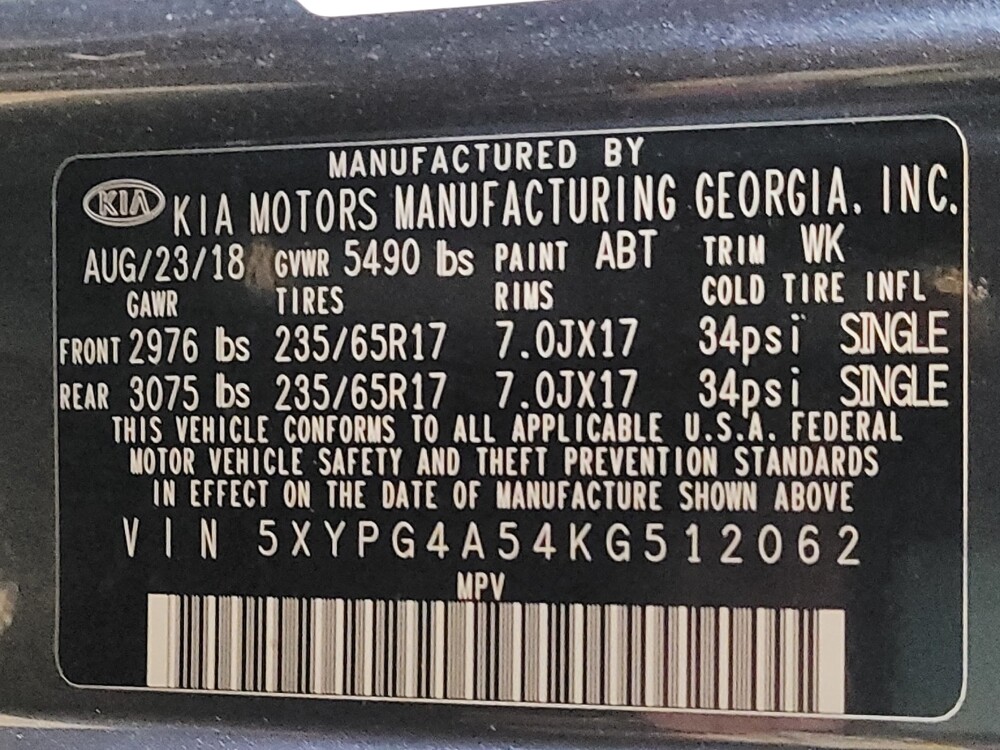 MANUFACTURED BY
KIA KIA MOTORS MANUFACTURING GEORGIA, INC.
AUG/23/18 GVWR 5490 lbs PAINT ABT TRIM WK
GAWR TIRES RIMS COLD TIRE INFL
FRONT 2976 lbs 235/65R17 7.0JX17 34psi SINGLE
REAR 3075 lbs 235/65R17 7.0JX17 34psi SINGLE
THIS VEHICLE CONFORMS TO ALL APPLICABLE U.S.A. FEDERAL
MOTOR VEHICLE SAFETY AND THEFT PREVENTION STANDARDS
IN EFFECT ON THE DATE OF MANUFACTURE SHOWN ABOVE
VIN 5XYPG4A54KG512062
MPV